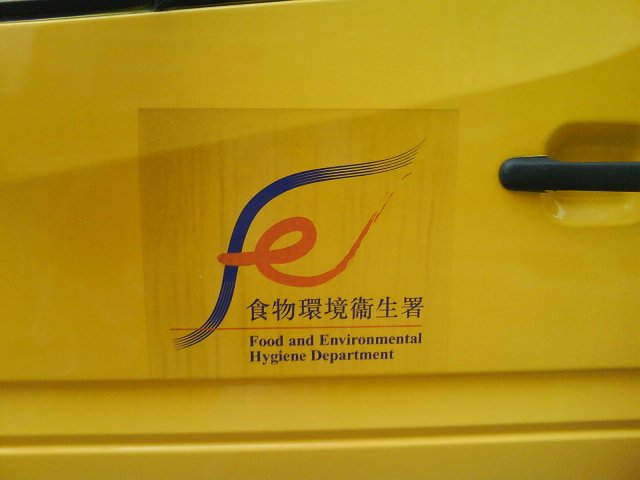 食物環境衞生署
Food and Environmental
Hygiene Department